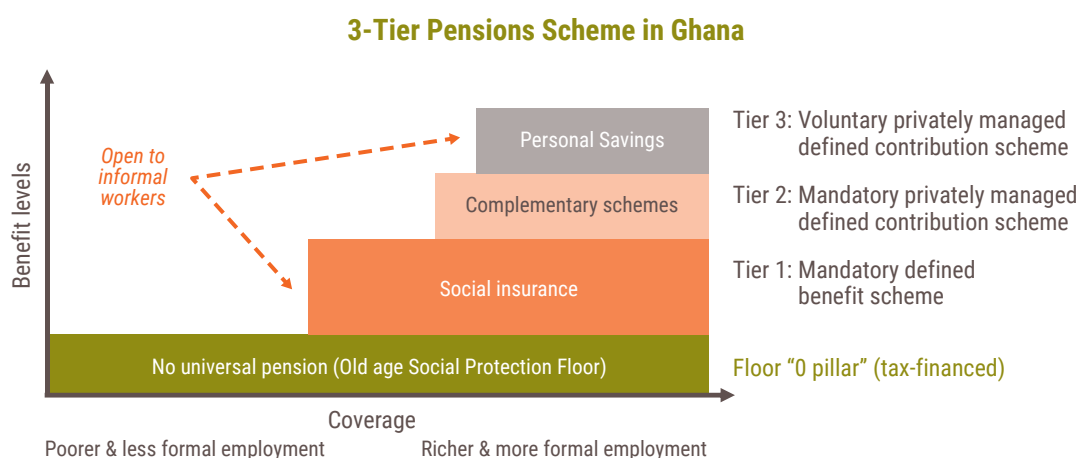 3-Tier Pensions Scheme in Ghana
Benefit levels
Open to
informal
workers
Personal Savings
Complementary schemes
Social insurance
No universal pension (Old age Social Protection Floor)
Tier 3: Voluntary privately managed
defined contribution scheme
Tier 2: Mandatory privately managed
defined contribution scheme
Tier 1: Mandatory defined
benefit scheme
Floor “0 pillar” (tax-financed)
Coverage
Poorer & less formal employment
Richer & more formal employment